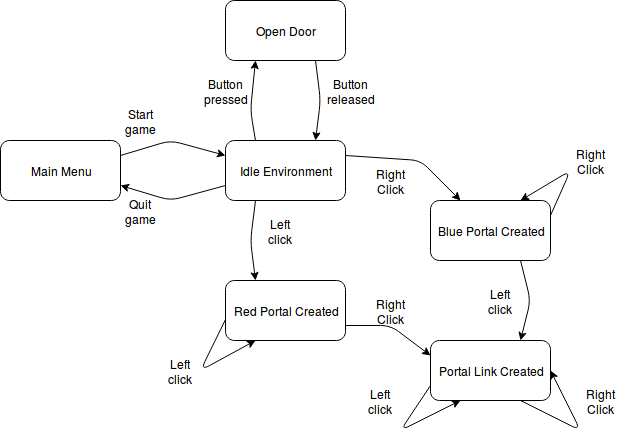 Open Door
Button
pressed
Button
released
Start
game
Main Menu
Idle Environment
Right
Click
Right
Click
Quit
game
Left
click
Blue Portal Created
Red Portal Created
Right
Click
Left
click
Left
click
Portal Link Created
Left
click
Right
Click